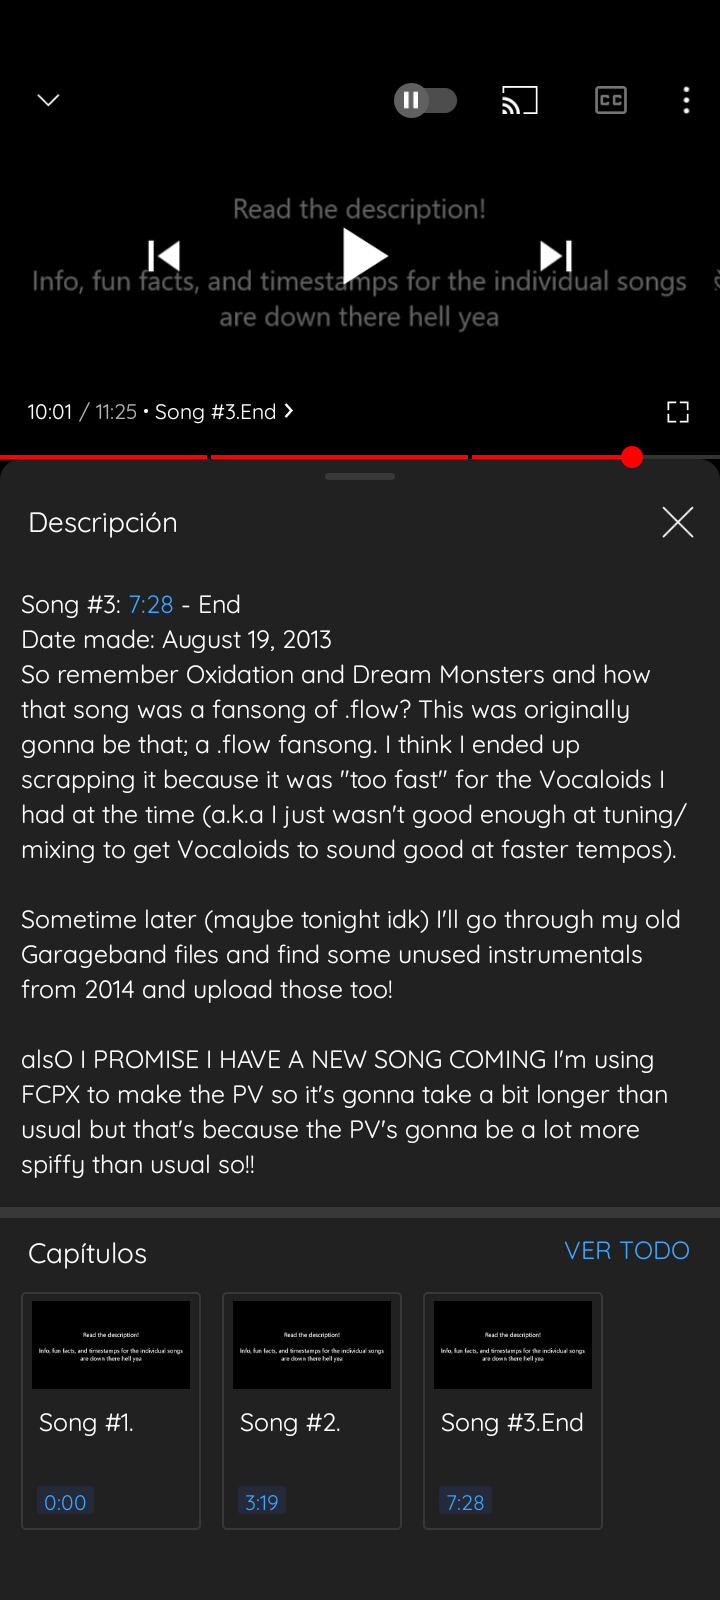 CC
Read the description!
Info, fun facts, and timestamps for the individual songs
are down there hell yea
10:01 / 11:25 • Song #3.End
Descripción
Song #3: 7:28 - End
Date made: August 19, 2013
So remember Oxidation and Dream Monsters and how
that song was a fansong of .flow? This was originally
gonna be that; a .flow fansong. I think I ended up
scrapping it because it was "too fast" for the Vocaloids I
had at the time (a.k.a I just wasn't good enough at tuning/
mixing to get Vocaloids to sound good at faster tempos).
Sometime later (maybe tonight idk) I'll go through my old
Garageband files and find some unused instrumentals
from 2014 and upload those too!
alsO I PROMISE I HAVE A NEW SONG COMING I'm using
FCPX to make the PV so it's gonna take a bit longer than
usual but that's because the PV's gonna be a lot more
spiffy than usual so!!
Capítulos
VER TODO
Read the description!
Info, fun facts, and timestamps for the individual songs
are down there hell yea
Song #1.
0:00
Read the description!
Info, fun facts, and timestamps for the individual songs
are down there hell yea
Song #2.
3:19
Read the description!
Info, fun facts, and timestamps for the individual songs
are down there hell yea
Song #3.End
7:28